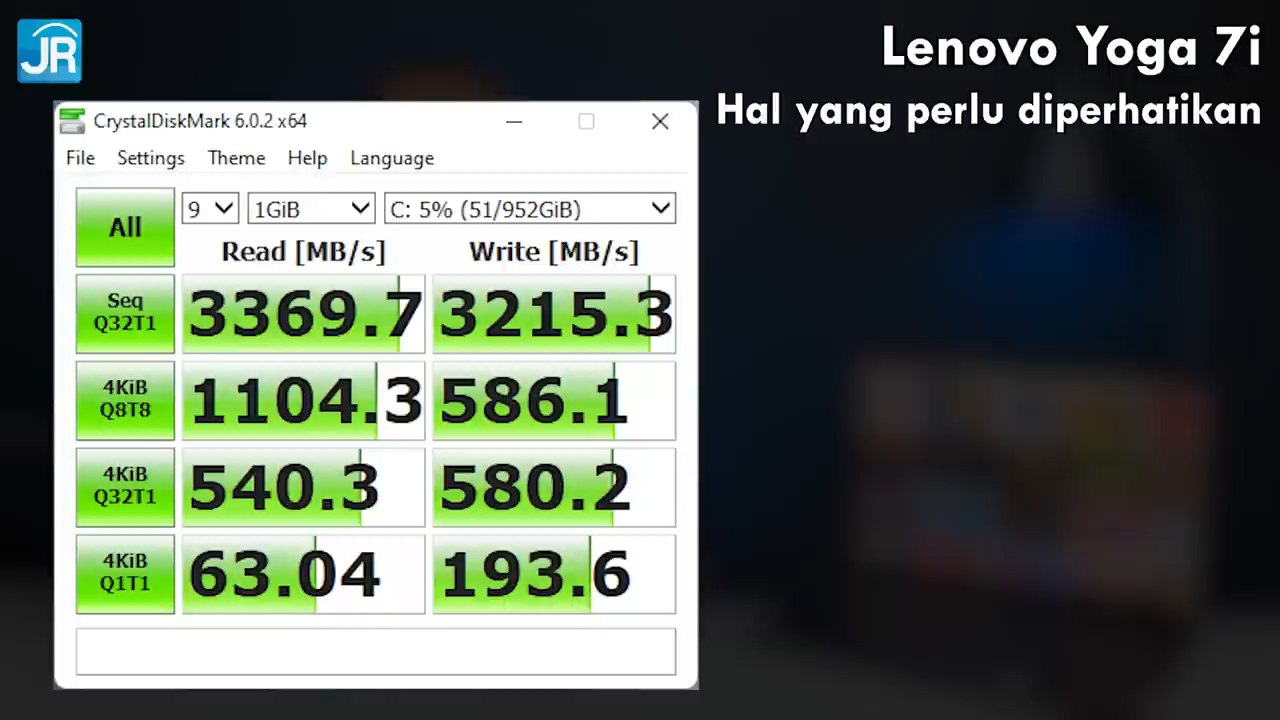 JR
Lenovo Yoga 7i
Hal yang perlu diperhatikan
CrystalDiskMark 6.0.2 x64
File Settings Theme Help Language
All 9 1GiB C: 5% (51/952GiB)
Read [MB/s] Write [MB/s]
Seq Q32T1 3369.7 3215.3
4KiB Q8T8 1104.3 586.1
4KiB Q32T1 540.3 580.2
4KiB Q1T1 63.04 193.6